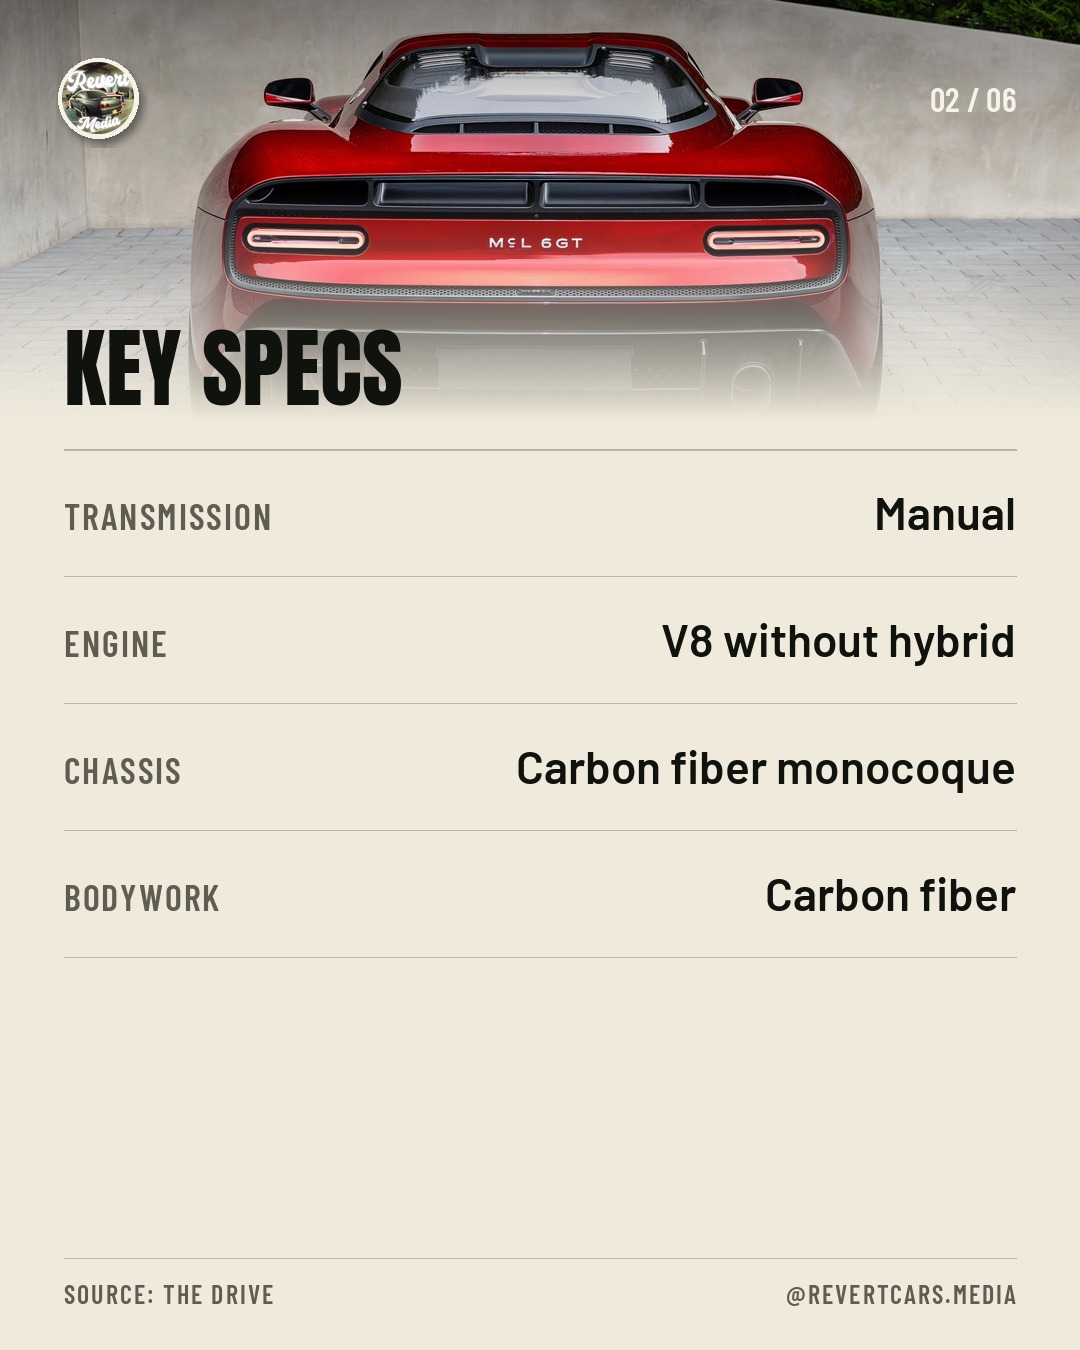 Revert
Media
02 / 06
McL 6GT
KEY SPECS
TRANSMISSION
Manual
ENGINE
V8 without hybrid
CHASSIS
Carbon fiber monocoque
BODYWORK
Carbon fiber
SOURCE: THE DRIVE
@REVERTCARS.MEDIA